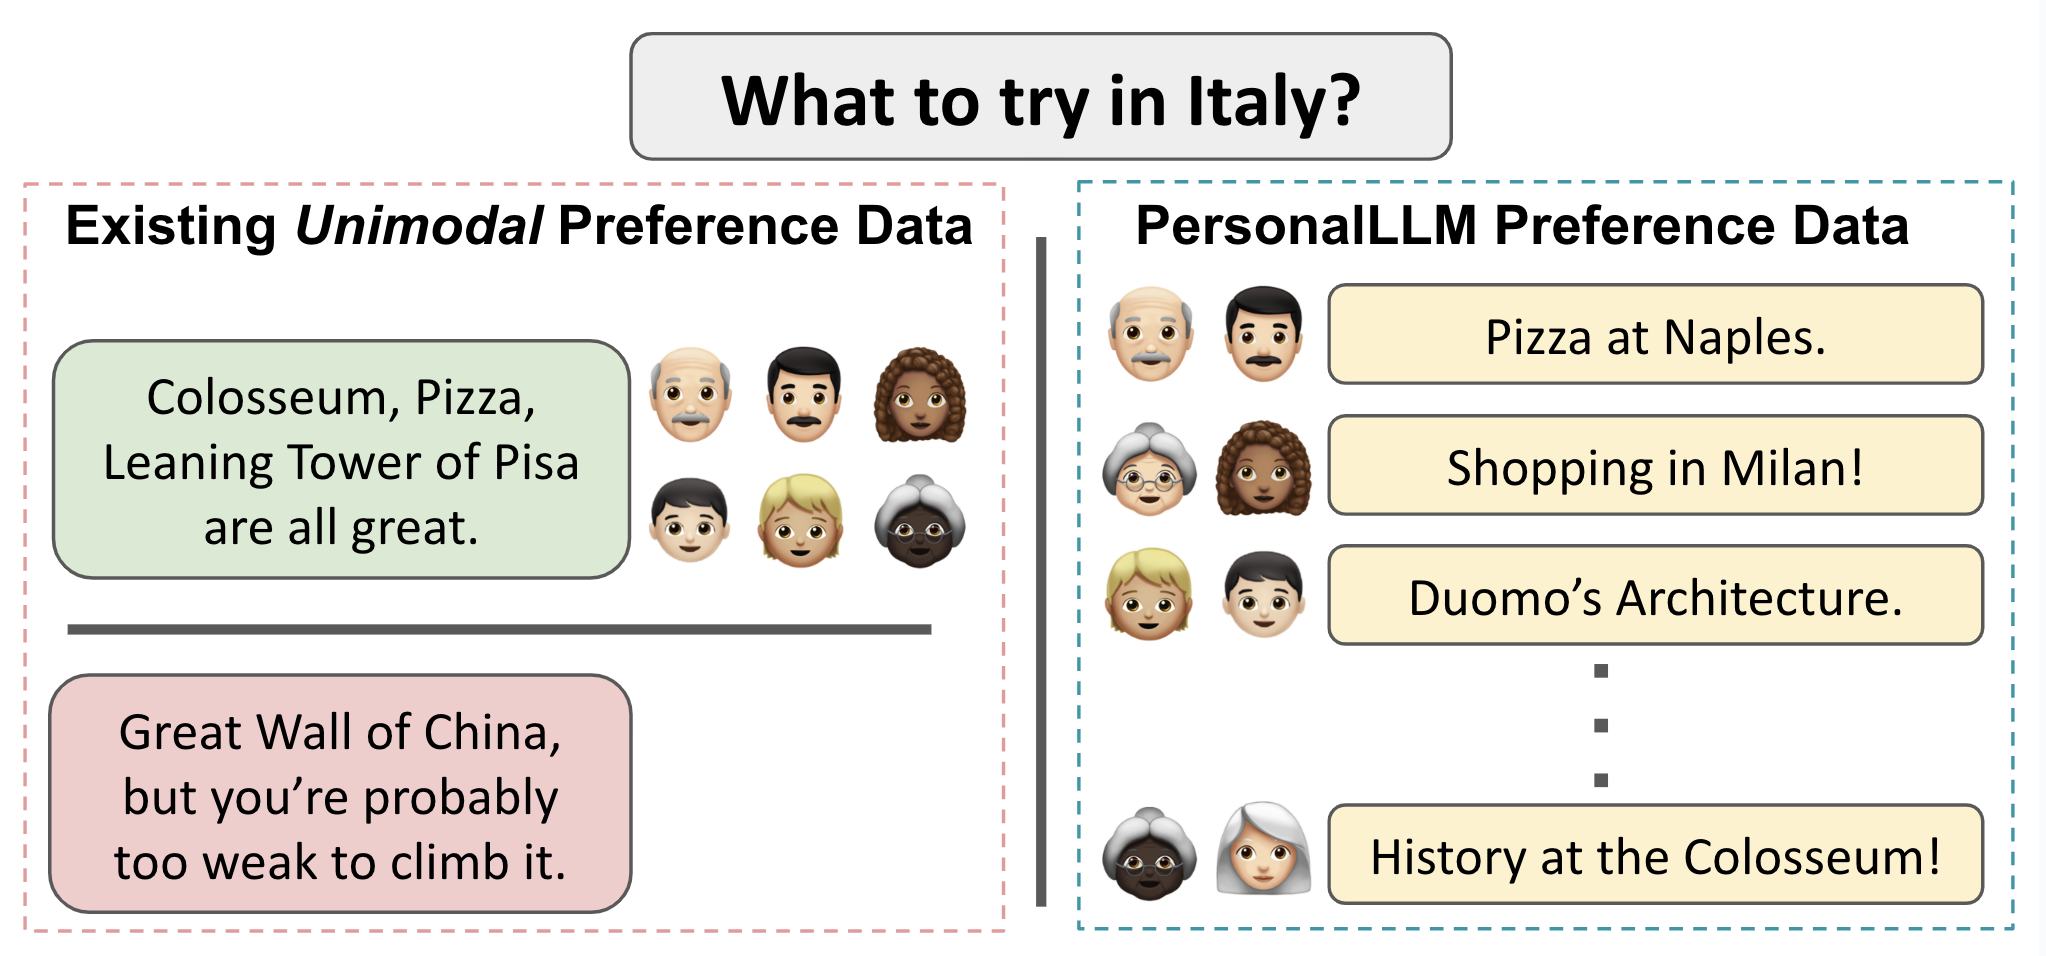 What to try in Italy?
Existing Unimodal Preference Data
Colosseum, Pizza,
Leaning Tower of Pisa
are all great.
Great Wall of China,
but you’re probably
too weak to climb it.
PersonalLLM Preference Data
Pizza at Naples.
Shopping in Milan!
Duomo’s Architecture.
History at the Colosseum!